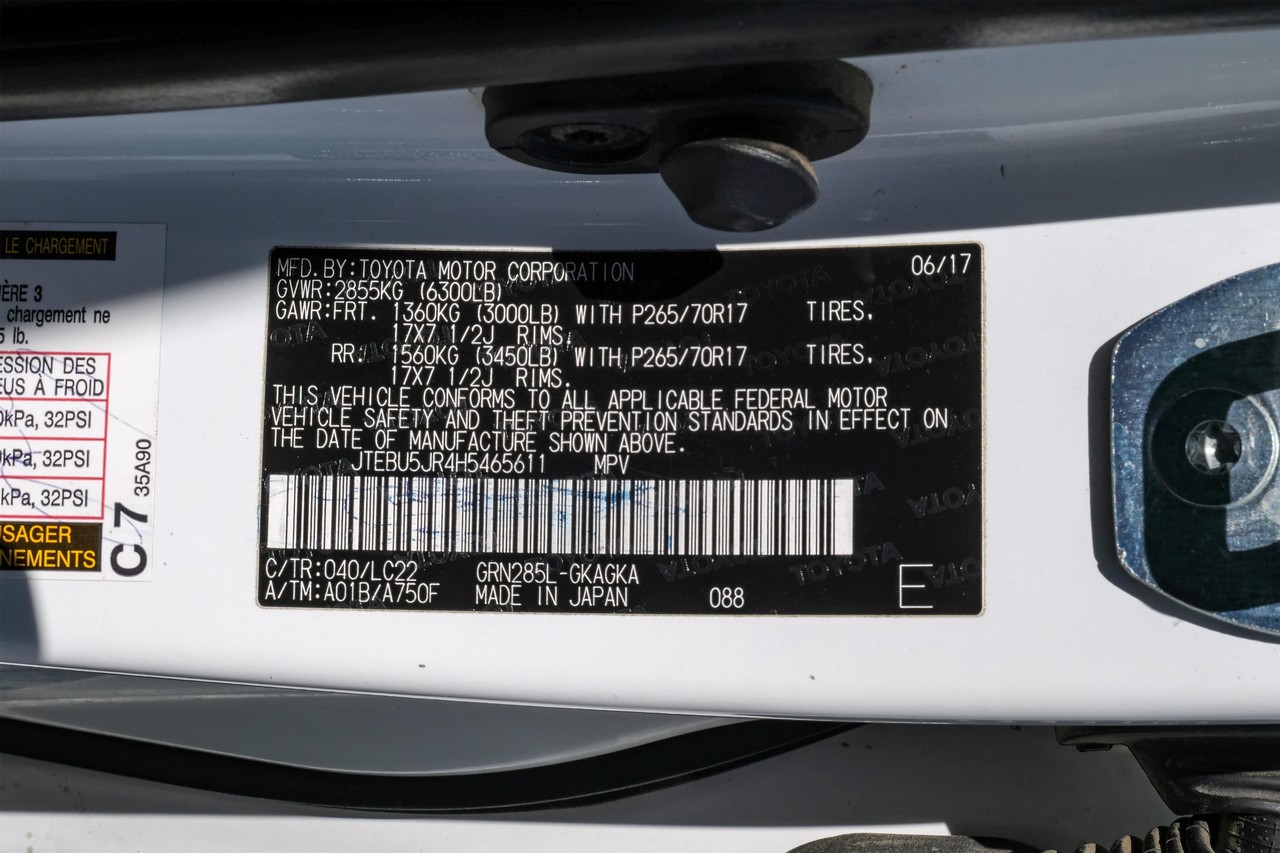 LE CHARGEMENT
IÈRE 3
chargement ne
5 lb.
ESSION DES
EUS À FROID
0kPa, 32PSI
0kPa, 32PSI
kPa, 32PSI
USAGER
NEMENTS
C7
35A90
MFD.BY:TOYOTA MOTOR CORPORATION 06/17
GVWR:2855KG (6300LB)
GAWR:FRT. 1360KG (3000LB) WITH P265/70R17 TIRES,
17X7 1/2J RIMS.
RR: 1560KG (3450LB) WITH P265/70R17 TIRES,
17X7 1/2J RIMS.
THIS VEHICLE CONFORMS TO ALL APPLICABLE FEDERAL MOTOR
VEHICLE SAFETY AND THEFT PREVENTION STANDARDS IN EFFECT ON
THE DATE OF MANUFACTURE SHOWN ABOVE.
JTEBU5JR4H5465611 MPV
C/TR:040/LC22 GRN285L-GKAGKA
A/TM:A01B/A750F MADE IN JAPAN 088 E